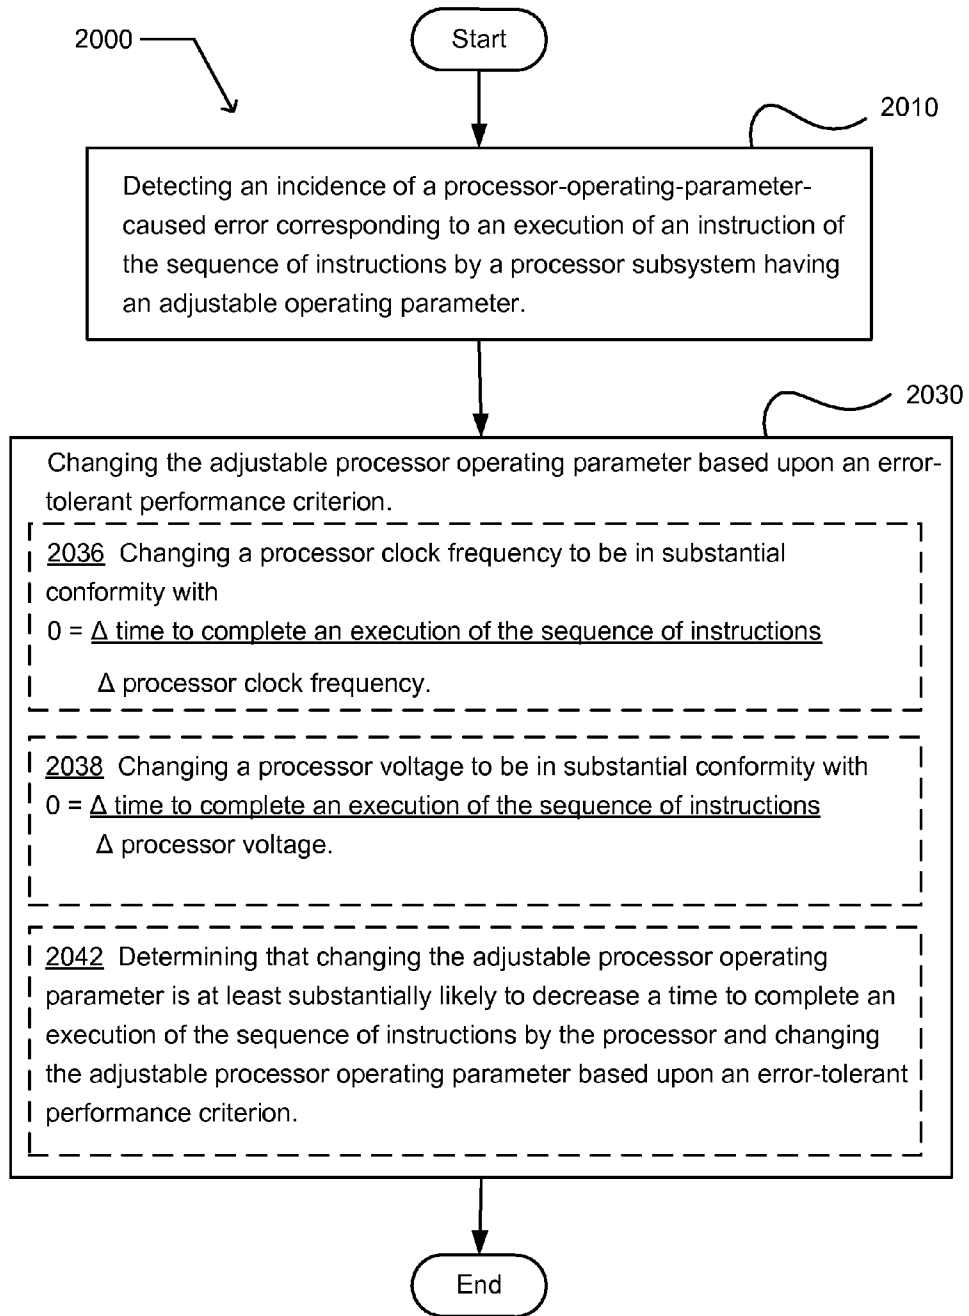 2000
Start
2010
Detecting an incidence of a processor-operating-parameter-
caused error corresponding to an execution of an instruction of
the sequence of instructions by a processor subsystem having
an adjustable operating parameter.
2030
Changing the adjustable processor operating parameter based upon an error-
tolerant performance criterion.
2036 Changing a processor clock frequency to be in substantial
conformity with
0 = Δ time to complete an execution of the sequence of instructions
Δ processor clock frequency.
2038 Changing a processor voltage to be in substantial conformity with
0 = Δ time to complete an execution of the sequence of instructions
Δ processor voltage.
2042 Determining that changing the adjustable processor operating
parameter is at least substantially likely to decrease a time to complete an
execution of the sequence of instructions by the processor and changing
the adjustable processor operating parameter based upon an error-tolerant
performance criterion.
End